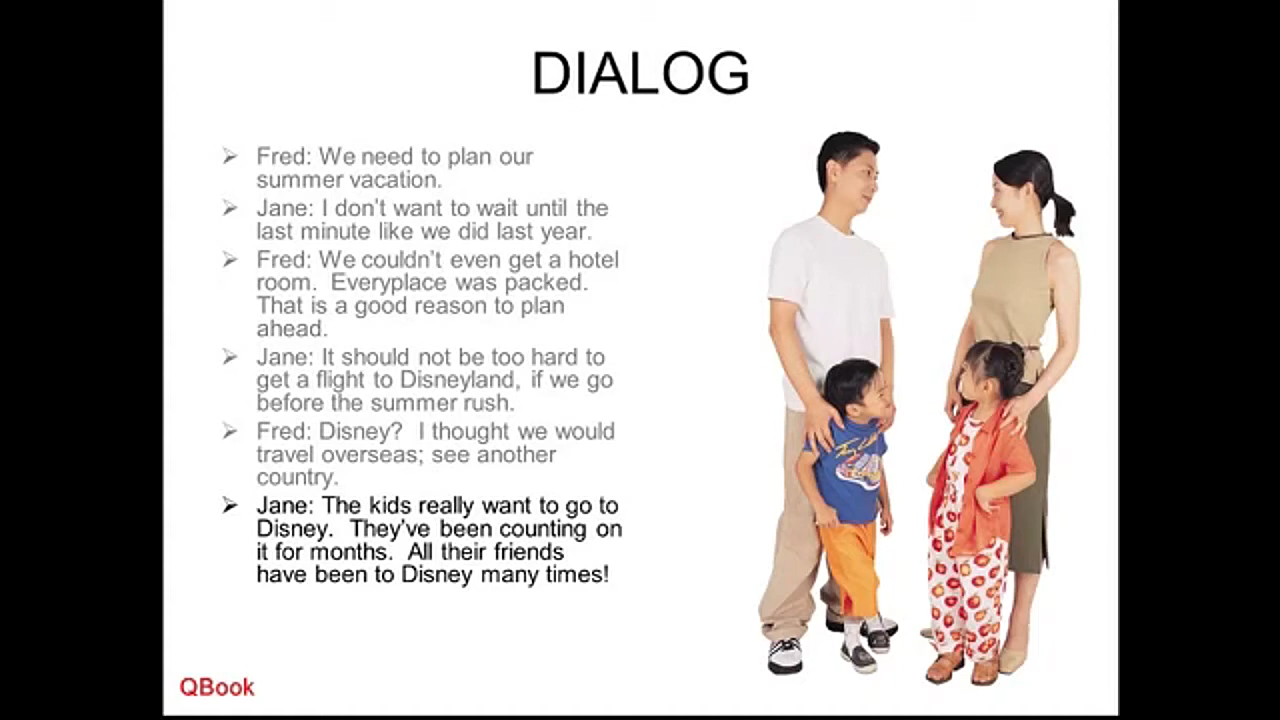 DIALOG
Fred: We need to plan our
summer vacation.
Jane: I don't want to wait until the
last minute like we did last year.
Fred: We couldn't even get a hotel
room. Everyplace was packed.
That is a good reason to plan
ahead.
Jane: It should not be too hard to
get a flight to Disneyland, if we go
before the summer rush.
Fred: Disney? I thought we would
travel overseas; see another
country.
Jane: The kids really want to go to
Disney. They've been counting on
it for months. All their friends
have been to Disney many times!
QBook